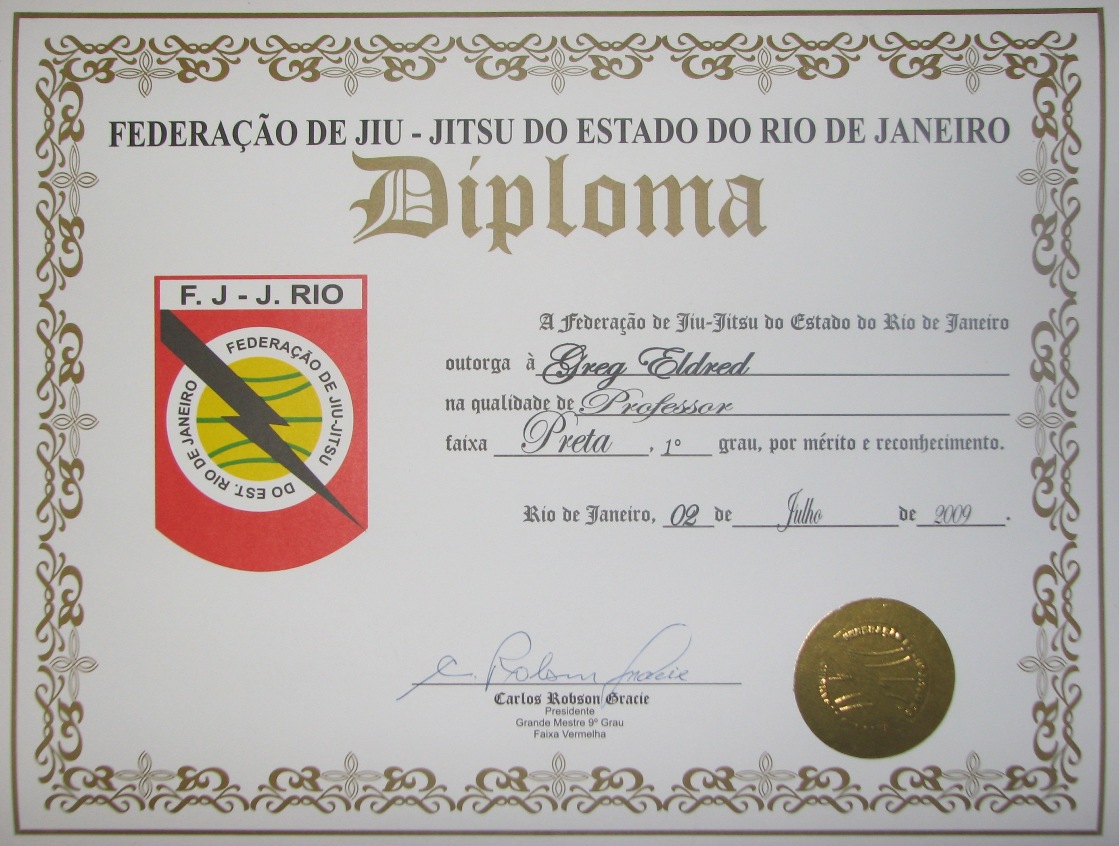 FEDERAÇÃO DE JIU - JITSU DO ESTADO DO RIO DE JANEIRO
Diploma
F. J - J. RIO
FEDERAÇÃO DE JIU-JITSU
DO EST. RIO DE JANEIRO
A Federação de Jiu-Jitsu do Estado do Rio de Janeiro
outorga à Greg Eldred
na qualidade de Professor
faixa Preta, 1º grau, por mérito e reconhecimento.
Rio de Janeiro, 02 de Julho de 2009.
C. Robson Gracie
Carlos Robson Gracie
Presidente
Grande Mestre 9º Grau
Faixa Vermelha